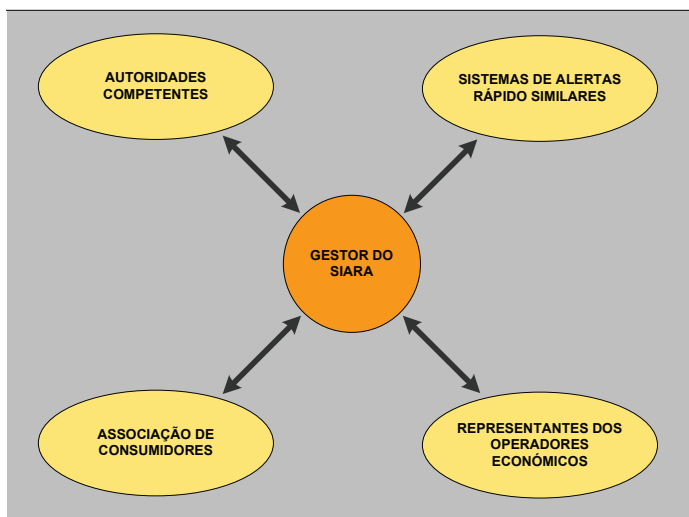 AUTORIDADES
COMPETENTES
SISTEMAS DE ALERTAS
RÁPIDO SIMILARES
GESTOR DO
SIARA
ASSOCIAÇÃO DE
CONSUMIDORES
REPRESENTANTES DOS
OPERADORES
ECONÓMICOS